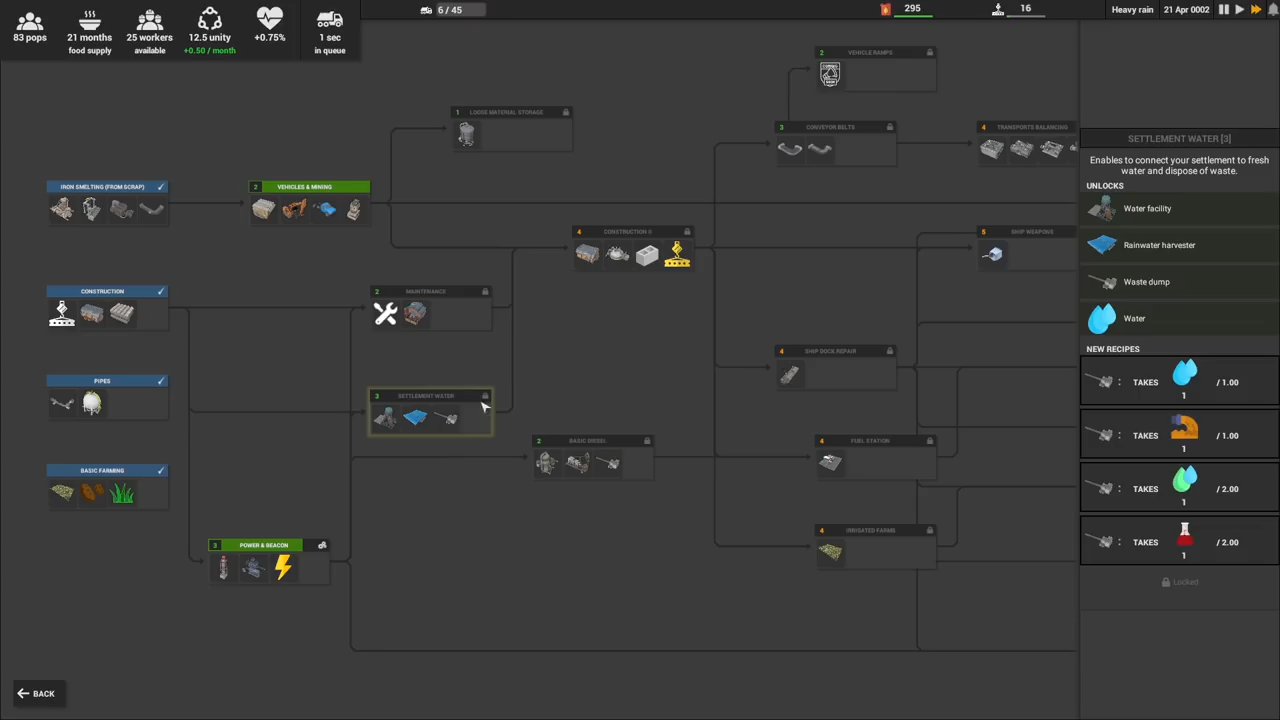 83 pops
21 months
food supply
25 workers
available
12.5 unity
+0.50 / month
+0.75%
1 sec
in queue
6 / 45
295
16
Heavy rain
21 Apr 0002
2 VEHICLE RAMPS
1 LOOSE MATERIAL STORAGE
3 CONVEYOR BELTS
4 TRANSPORTS BALANCING
IRON SMELTING (FROM SCRAP)
2 VEHICLES & MINING
4 CONSTRUCTION II
5 SHIP WEAPONS
CONSTRUCTION
2 MAINTENANCE
4 SHIP DOCK REPAIR
PIPES
3 SETTLEMENT WATER
2 BASIC DIESEL
4 FUEL STATION
BASIC FARMING
4 IRRIGATED FARMS
3 POWER & BEACON
BACK
SETTLEMENT WATER [3]
Enables to connect your settlement to fresh
water and dispose of waste.
UNLOCKS
Water facility
Rainwater harvester
Waste dump
Water
NEW RECIPES
: TAKES 1 / 1.00
: TAKES 1 / 1.00
: TAKES 1 / 2.00
: TAKES 1 / 2.00
Locked